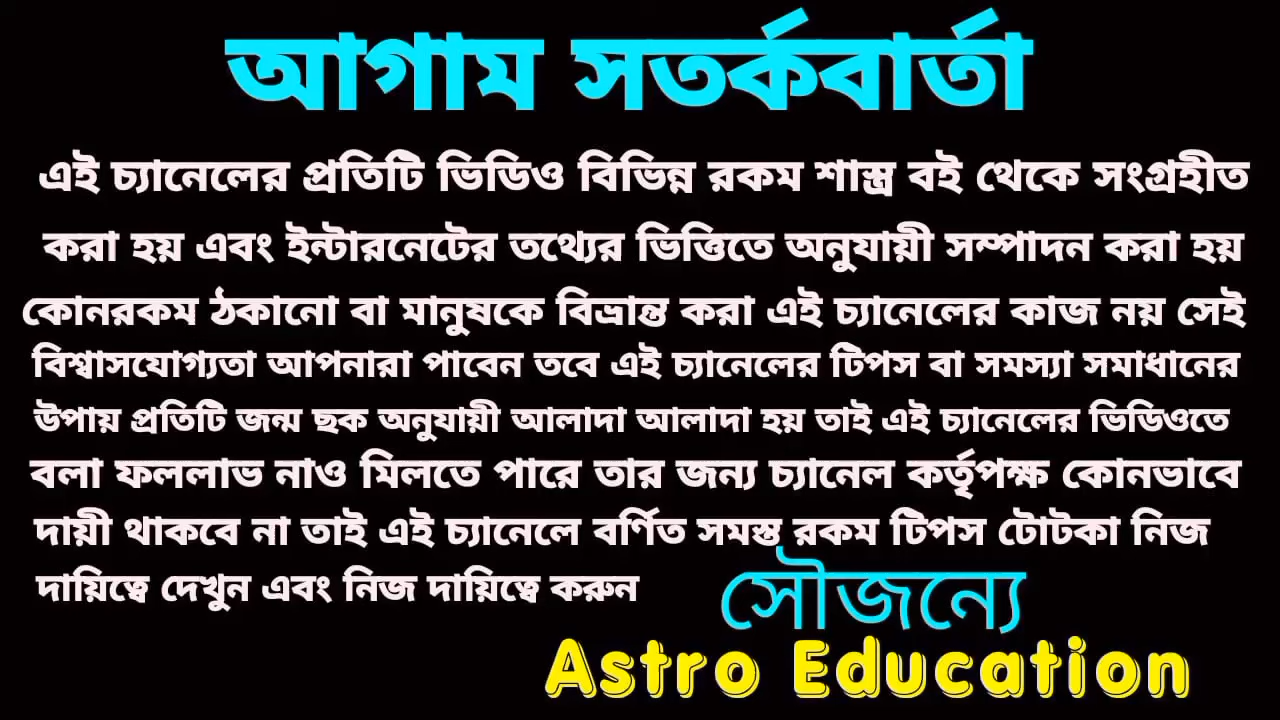 আগাম সতর্কবার্তা
এই চ্যানেলের প্রতিটি ভিডিও বিভিন্ন রকম শাস্ত্র বই থেকে সংগ্রহীত
করা হয় এবং ইন্টারনেটের তথ্যের ভিত্তিতে অনুযায়ী সম্পাদন করা হয়
কোনরকম ঠকানো বা মানুষকে বিভ্রান্ত করা এই চ্যানেলের কাজ নয় সেই
বিশ্বাসযোগ্যতা আপনারা পাবেন তবে এই চ্যানেলের টিপস বা সমস্যা সমাধানের
উপায় প্রতিটি জন্ম ছক অনুযায়ী আলাদা আলাদা হয় তাই এই চ্যানেলের ভিডিওতে
বলা ফললাভ নাও মিলতে পারে তার জন্য চ্যানেল কর্তৃপক্ষ কোনভাবে
দায়ী থাকবে না তাই এই চ্যানেলে বর্ণিত সমস্ত রকম টিপস টোটকা নিজ
দায়িত্বে দেখুন এবং নিজ দায়িত্বে করুন
সৌজন্যে
Astro Education